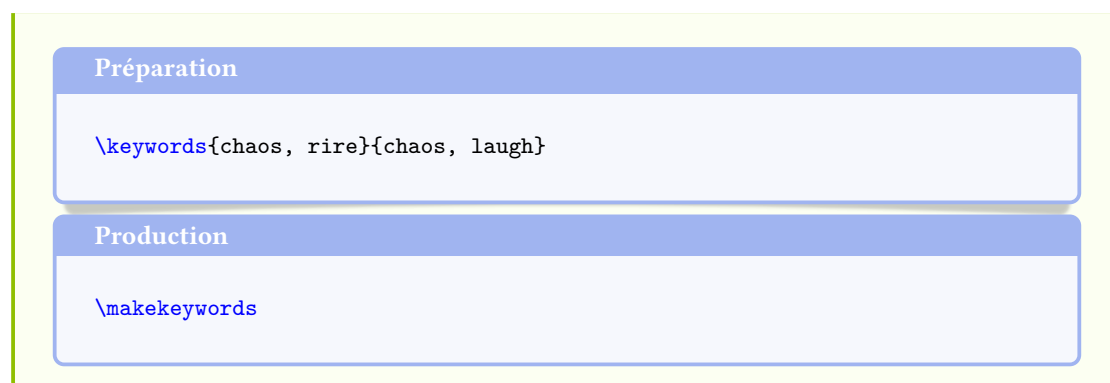 Préparation
\keywords{chaos, rire}{chaos, laugh}
Production
\makekeywords